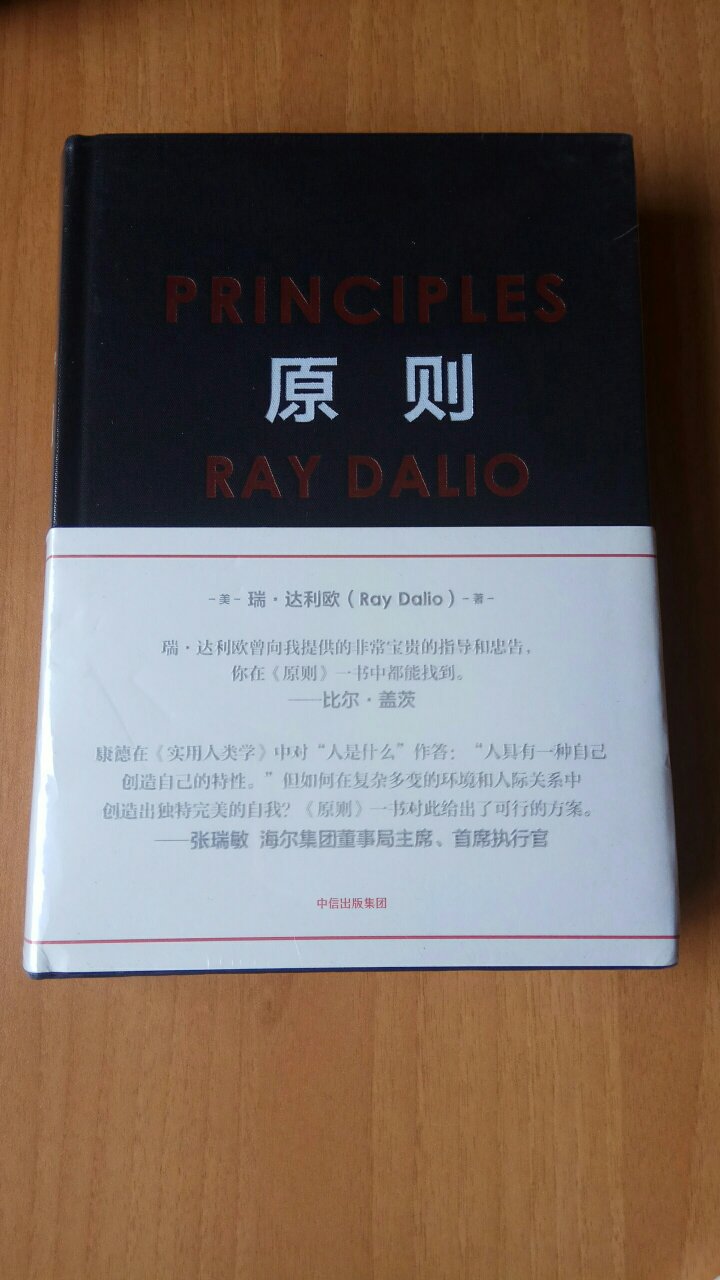 PRINCIPLES
原则
RAY DALIO
-美- 瑞·达利欧（Ray Dalio）-著-
瑞·达利欧曾向我提供的非常宝贵的指导和忠告，
你在《原则》一书中都能找到。
——比尔·盖茨
康德在《实用人类学》中对“人是什么”作答：“人具有一种自己
创造自己的特性。”但如何在复杂多变的环境和人际关系中
创造出独特完美的自我？《原则》一书对此给出了可行的方案。
——张瑞敏 海尔集团董事局主席、首席执行官
中信出版集团